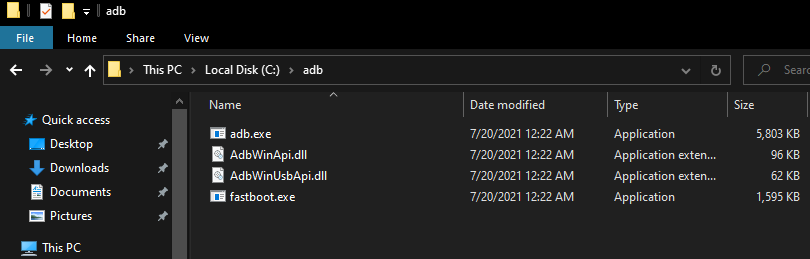 adb
File Home Share View
This PC Local Disk (C:) adb
Name Date modified Type Size
Quick access
Desktop
Downloads
Documents
Pictures
This PC
adb.exe 7/20/2021 12:22 AM Application 5,803 KB
AdbWinApi.dll 7/20/2021 12:22 AM Application exten... 96 KB
AdbWinUsbApi.dll 7/20/2021 12:22 AM Application exten... 62 KB
fastboot.exe 7/20/2021 12:22 AM Application 1,595 KB